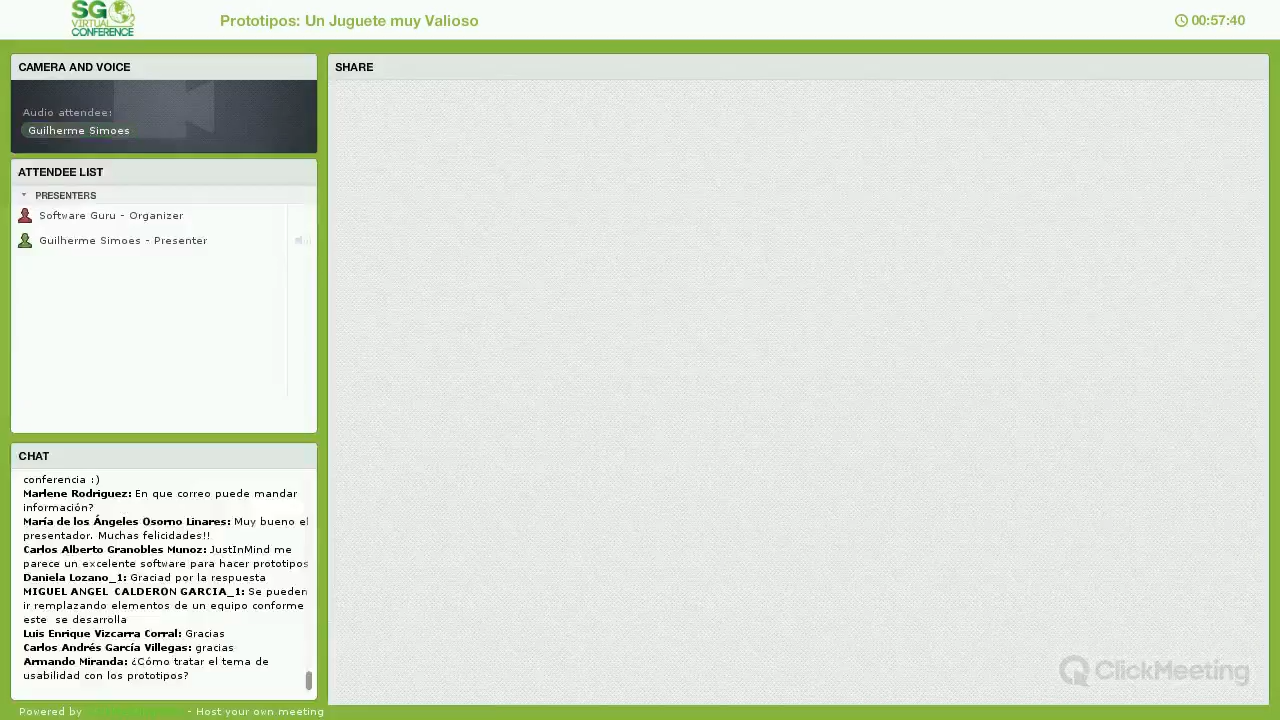 SG
VIRTUAL
CONFERENCE
Prototipos: Un Juguete muy Valioso
00:57:40
CAMERA AND VOICE
Audio attendee:
Guilherme Simoes
ATTENDEE LIST
PRESENTERS
Software Guru - Organizer
Guilherme Simoes - Presenter
CHAT
conferencia :)
Marlene Rodriguez: En que correo puede mandar
información?
María de los Ángeles Osorno Linares: Muy bueno el
presentador. Muchas felicidades!!
Carlos Alberto Granobles Munoz: JustInMind me
parece un excelente software para hacer prototipos
Daniela Lozano_1: Graciad por la respuesta
MIGUEL ANGEL CALDERON GARCIA_1: Se pueden
ir remplazando elementos de un equipo conforme
este se desarrolla
Luis Enrique Vizcarra Corral: Gracias
Carlos Andrés García Villegas: gracias
Armando Miranda: ¿Cómo tratar el tema de
usabilidad con los prototipos?
Powered by - Host your own meeting
SHARE
ClickMeeting